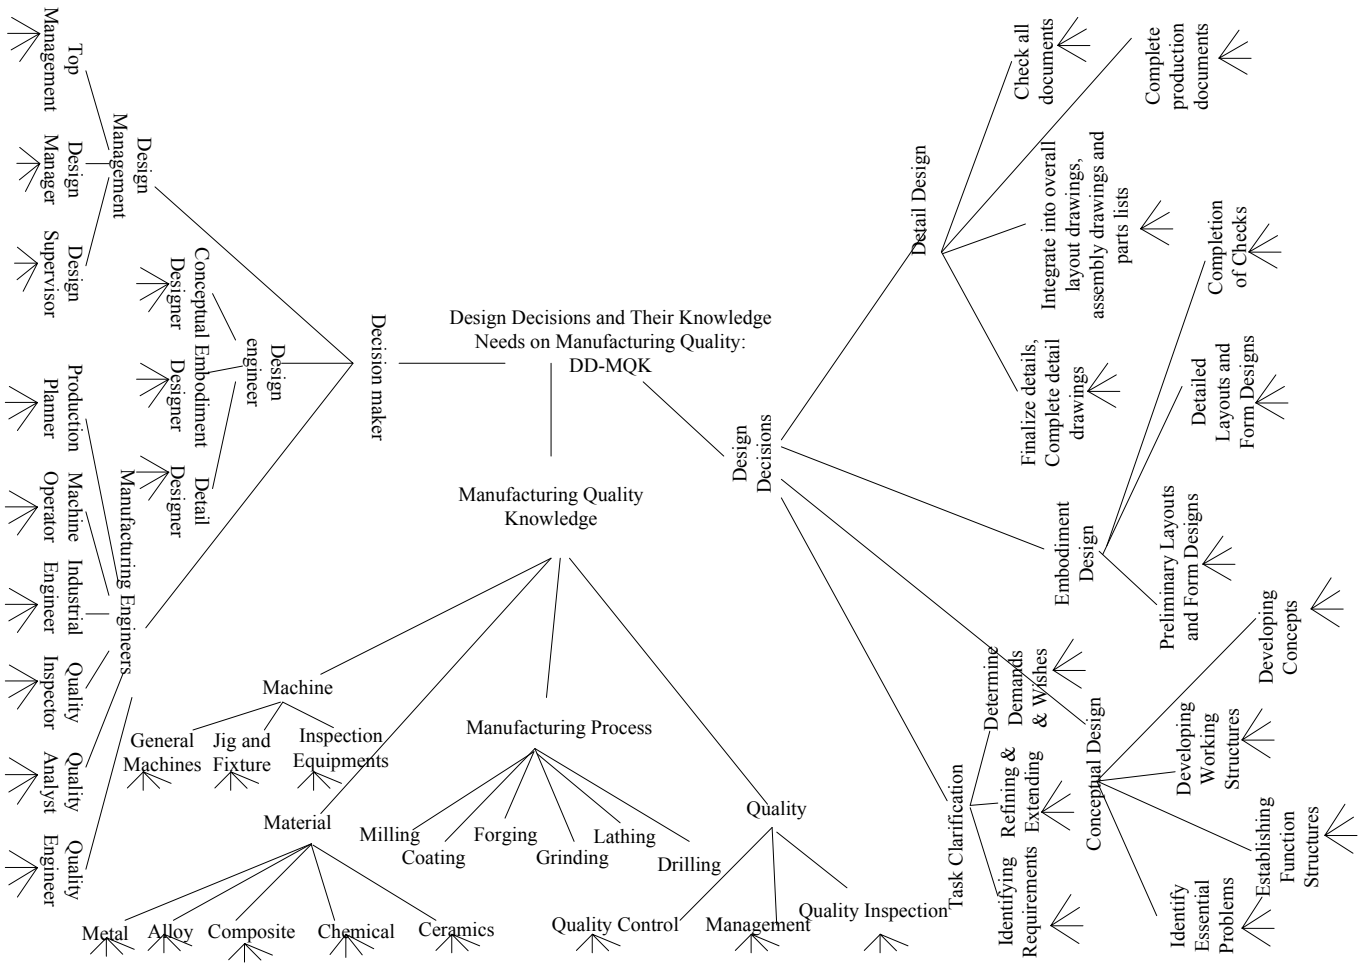 Design Decisions and Their Knowledge
Needs on Manufacturing Quality:
DD-MQK
Decision maker
Design
Management
Top
Management
Design
Manager
Design
Supervisor
Design
engineer
Conceptual
Designer
Embodiment
Designer
Detail
Designer
Manufacturing Engineers
Production
Planner
Machine
Operator
Industrial
Engineer
Quality
Inspector
Quality
Analyst
Quality
Engineer
Manufacturing Quality
Knowledge
Machine
General
Machines
Jig and
Fixture
Inspection
Equipments
Material
Metal
Alloy
Composite
Chemical
Ceramics
Manufacturing Process
Milling
Coating
Forging
Grinding
Lathing
Drilling
Quality
Quality Control
Management
Quality Inspection
Design
Decisions
Detail Design
Check all
documents
Complete
production
documents
Integrate into overall
layout drawings,
assembly drawings and
parts lists
Finalize details,
Complete detail
drawings
Embodiment
Design
Completion
of Checks
Detailed
Layouts and
Form Designs
Preliminary Layouts
and Form Designs
Conceptual Design
Developing
Concepts
Developing
Working
Structures
Establishing
Function
Structures
Identify
Essential
Problems
Task Clarification
Determine
Demands
& Wishes
Refining &
Extending
Identifying
Requirements